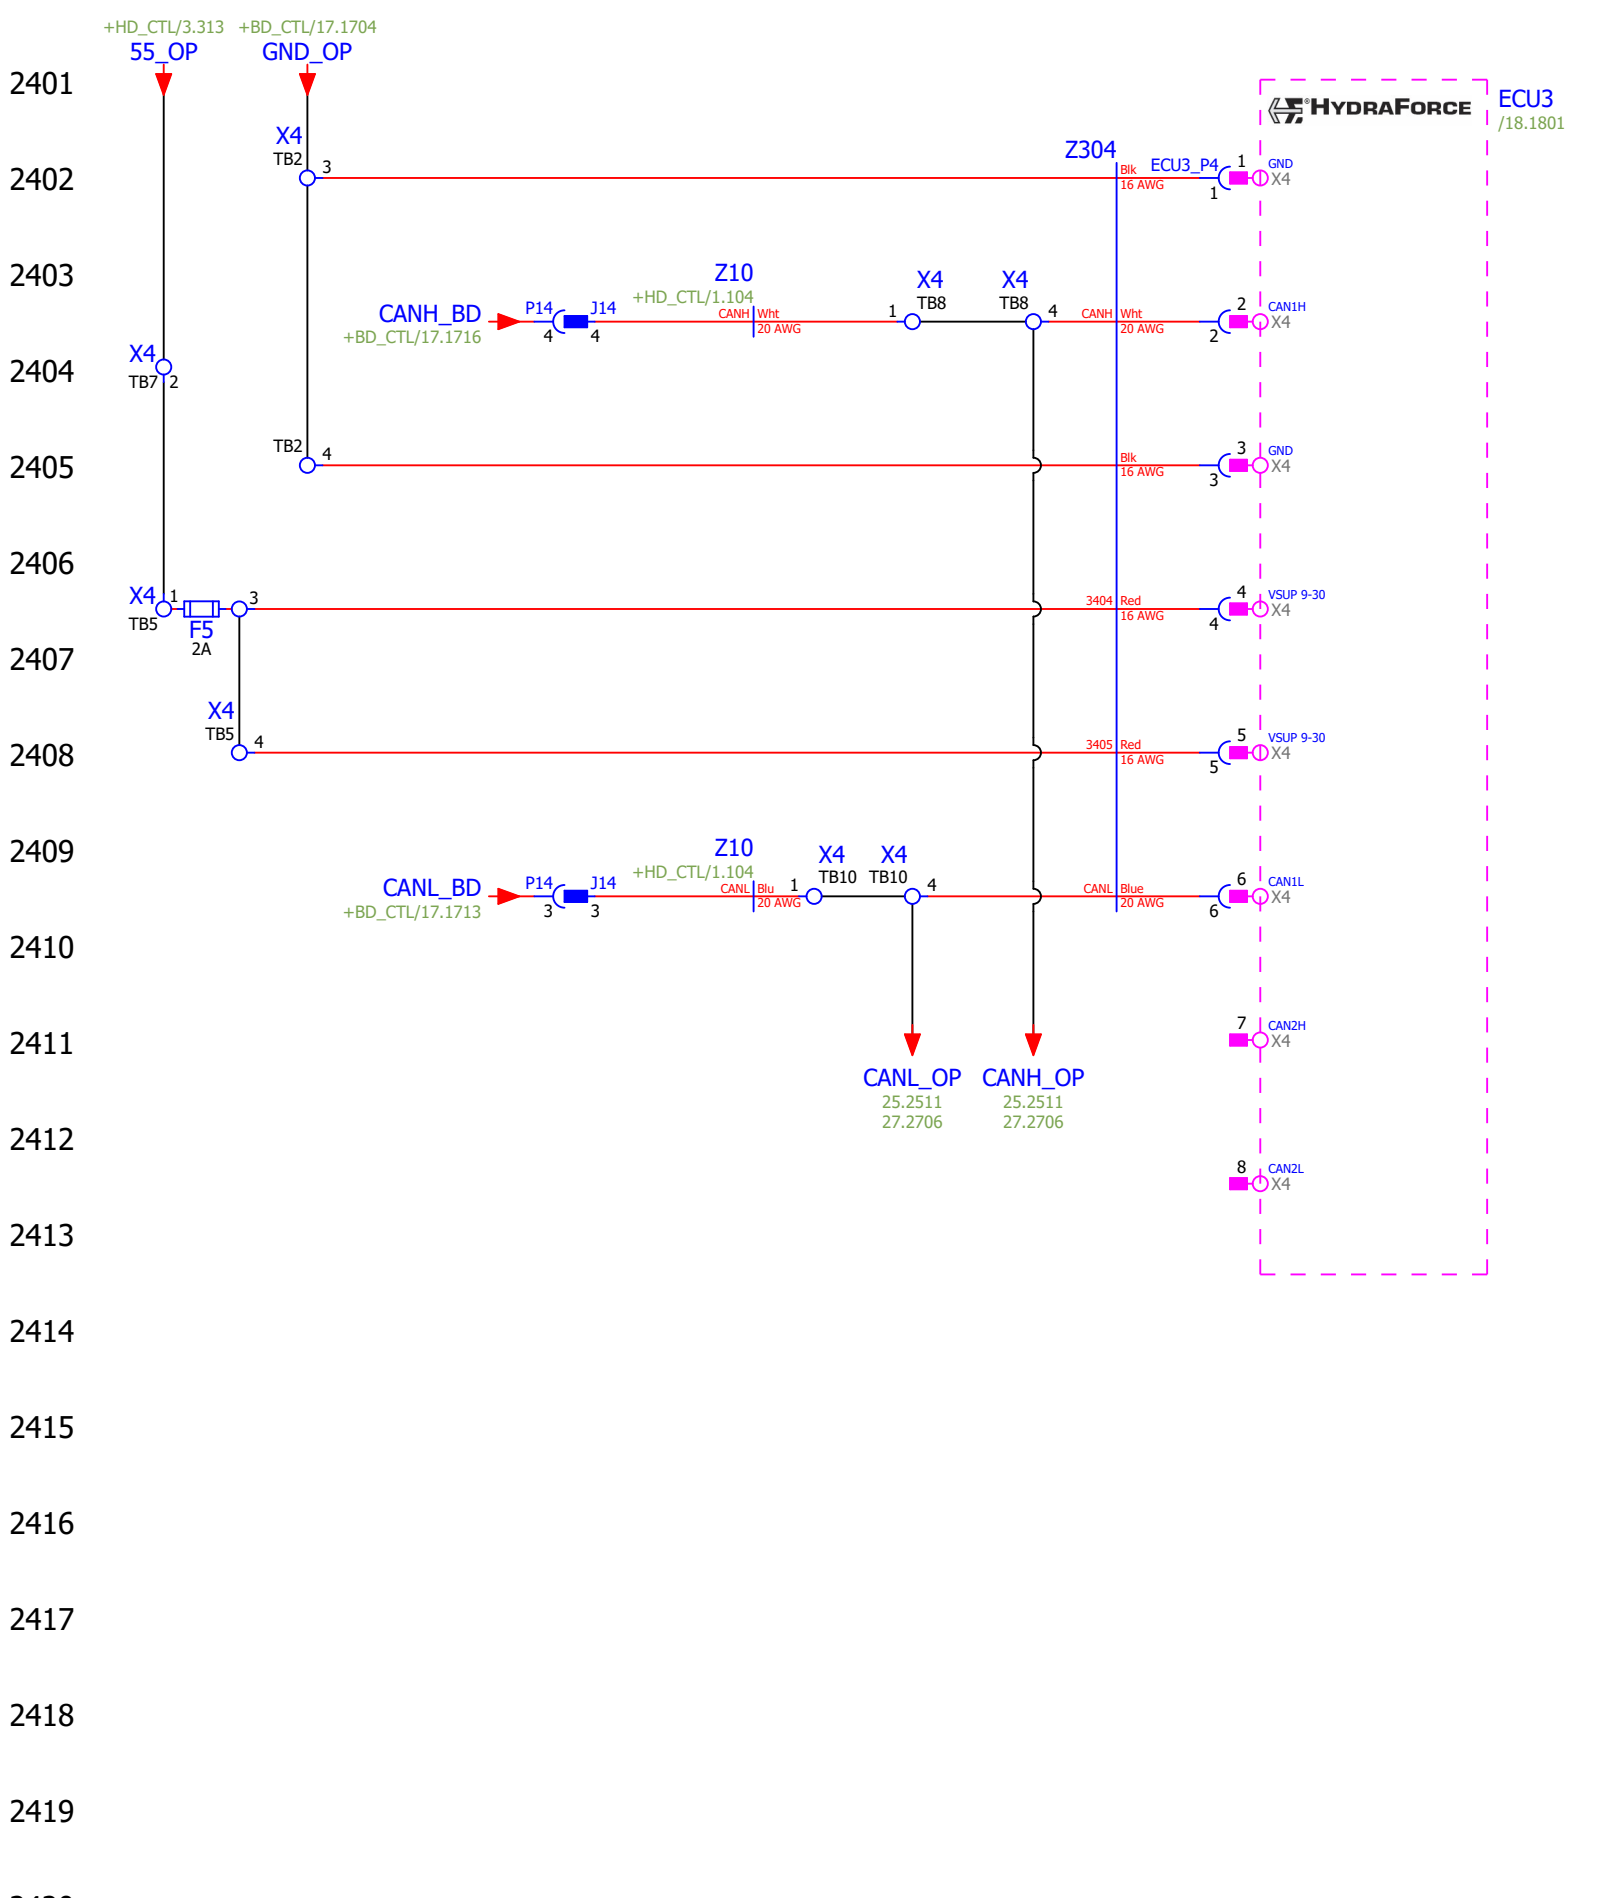 +HD_CTL/3.313 +BD_CTL/17.1704
55_OP GND_OP
2401
HYDRAFORCE ECU3
/18.1801
X4
TB2 3
Z304
2402
Blk
16 AWG
ECU3_P4 1 GND
1 X4
2403
CANH_BD
+BD_CTL/17.1716
P14 J14
4 4
Z10
+HD_CTL/1.104
CANH Wht
20 AWG
X4 X4
TB8 TB8
1 4
CANH Wht
20 AWG
2 CAN1H
2 X4
2404
X4
TB7 2
2405
TB2 4
Blk
16 AWG
3 GND
3 X4
2406
X4 1 3
TB5 F5
2A
3404 Red
16 AWG
4 VSUP 9-30
4 X4
2407
X4
TB5 4
2408
3405 Red
16 AWG
5 VSUP 9-30
5 X4
2409
CANL_BD
+BD_CTL/17.1713
P14 J14
3 3
Z10
+HD_CTL/1.104
CANL Blu
20 AWG
X4 X4
TB10 TB10
1 4
CANL Blue
20 AWG
6 CAN1L
6 X4
2410
2411
7 CAN2H
X4
CANL_OP CANH_OP
25.2511 25.2511
27.2706 27.2706
2412
8 CAN2L
X4
2413
2414
2415
2416
2417
2418
2419